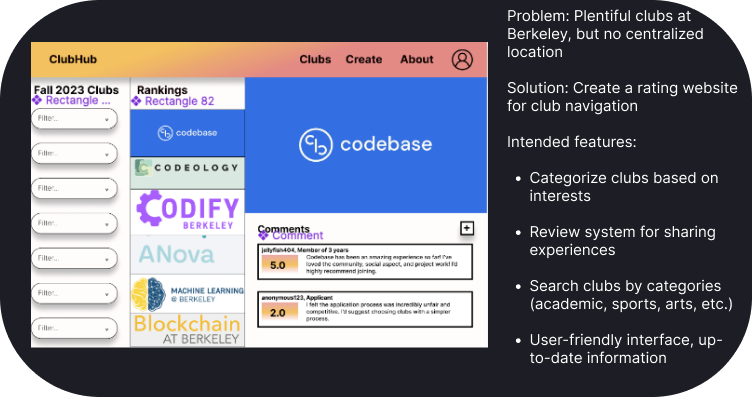 ClubHub
Clubs
Create
About
Fall 2023 Clubs
Rectangle ...
Filter...
Filter...
Filter...
Filter...
Filter...
Filter...
Filter...
Rankings
Rectangle 82
codebase
CODEOLOGY
CODIFY
BERKELEY
ANova
MACHINE LEARNING
@ BERKELEY
Blockchain
AT BERKELEY
codebase
Comments
Comment
+
jellyfish404, Member of 3 years
5.0
Codebase has been an amazing experience so far! I've
loved the community, social aspect, and project work! I'd
highly recommend joining.
anonymous123, Applicant
2.0
I felt the application process was incredibly unfair and
competitive, I'd suggest choosing clubs with a simpler
process.
Problem: Plentiful clubs at
Berkeley, but no centralized
location
Solution: Create a rating website
for club navigation
Intended features:
• Categorize clubs based on
interests
• Review system for sharing
experiences
• Search clubs by categories
(academic, sports, arts, etc.)
• User-friendly interface, up-
to-date information